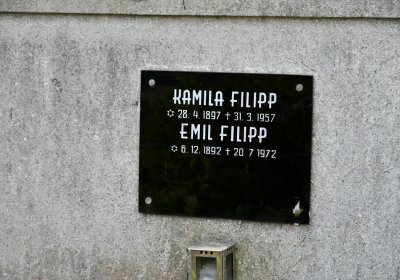 KAMILA FILIPP
✡ 28. 4. 1897 † 31. 3. 1957
EMIL FILIPP
✡ 6. 12. 1892 † 20. 7 1972